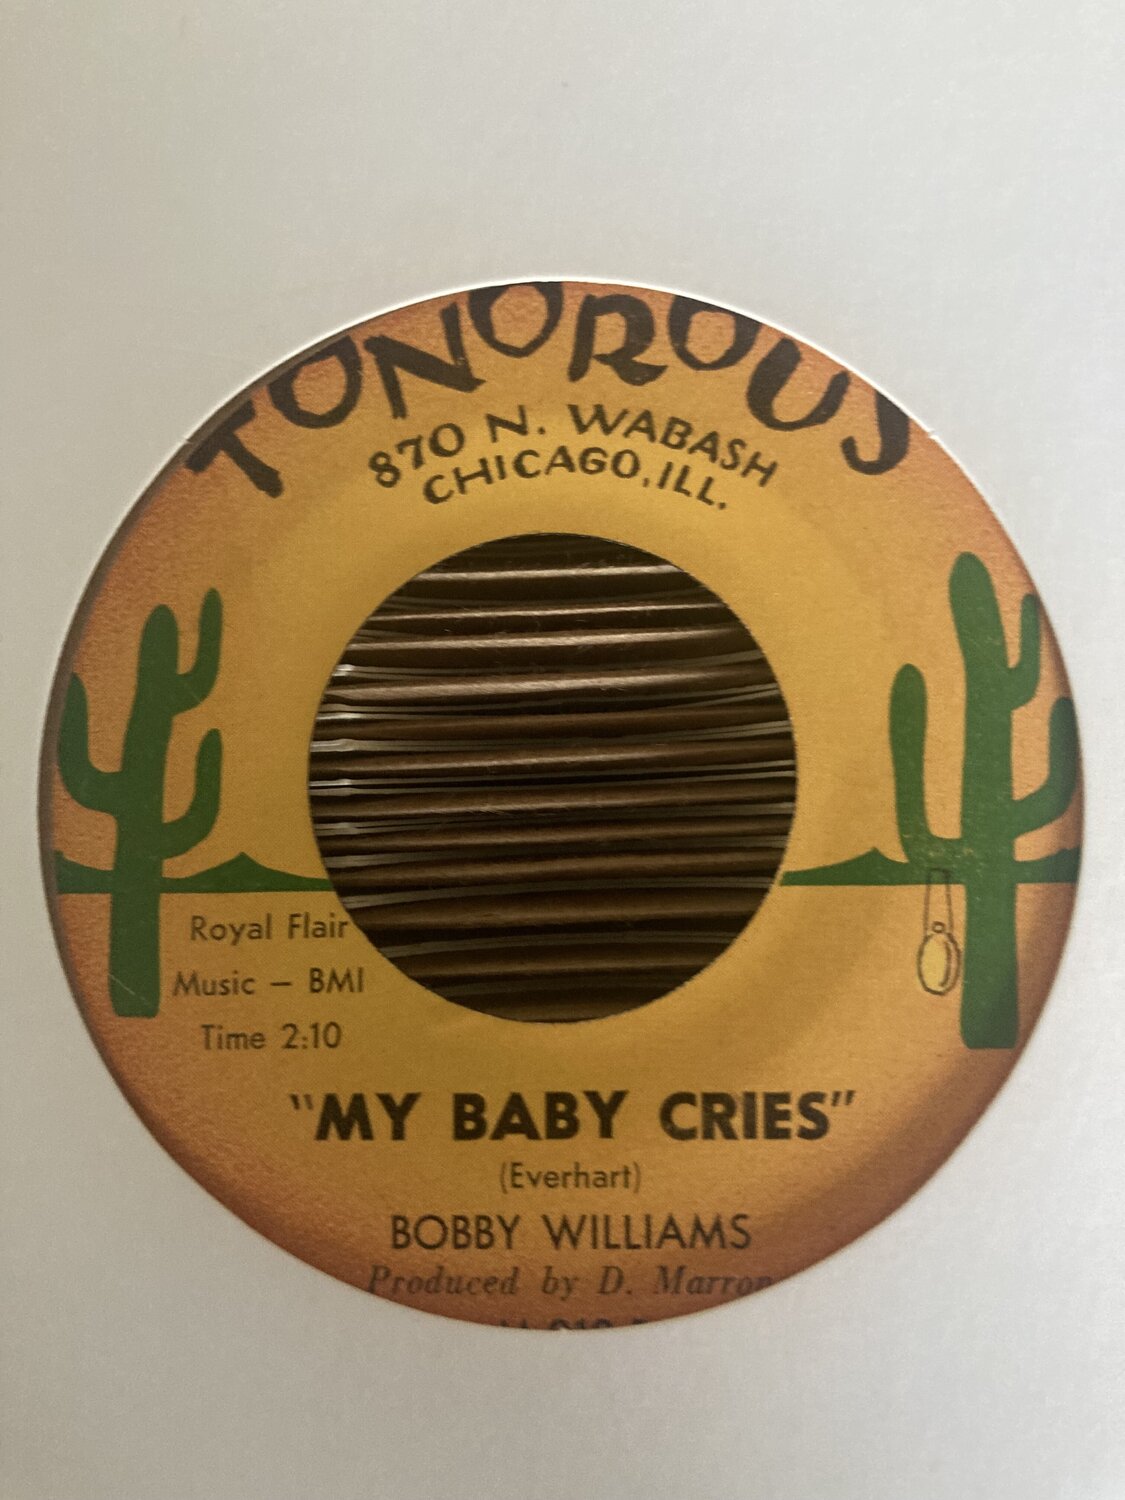 TONOROUS
870 N. WABASH
CHICAGO, ILL.
Royal Flair
Music – BMI
Time 2:10
"MY BABY CRIES"
(Everhart)
BOBBY WILLIAMS
Produced by D. Marron